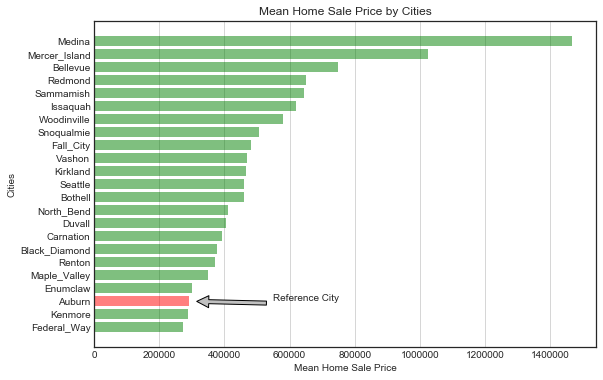 Mean Home Sale Price by Cities
Cities
Medina
Mercer_Island
Bellevue
Redmond
Sammamish
Issaquah
Woodinville
Snoqualmie
Fall_City
Vashon
Kirkland
Seattle
Bothell
North_Bend
Duvall
Carnation
Black_Diamond
Renton
Maple_Valley
Enumclaw
Auburn
Reference City
Kenmore
Federal_Way
0 200000 400000 600000 800000 1000000 1200000 1400000
Mean Home Sale Price